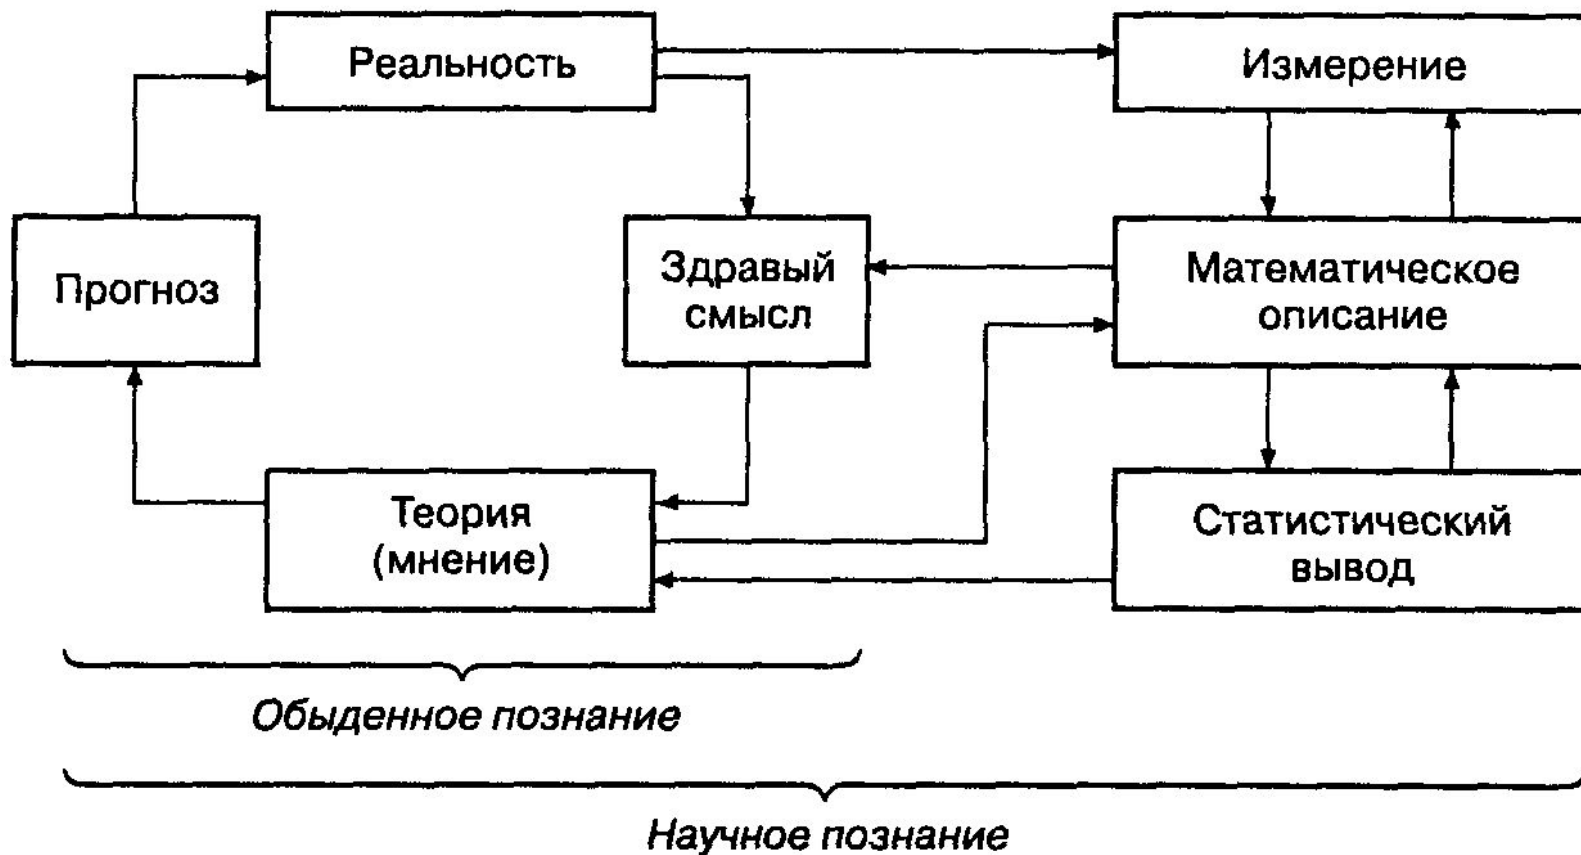 Реальность
Измерение
Прогноз
Здравый
смысл
Математическое
описание
Теория
(мнение)
Статистический
вывод
Обыденное познание
Научное познание